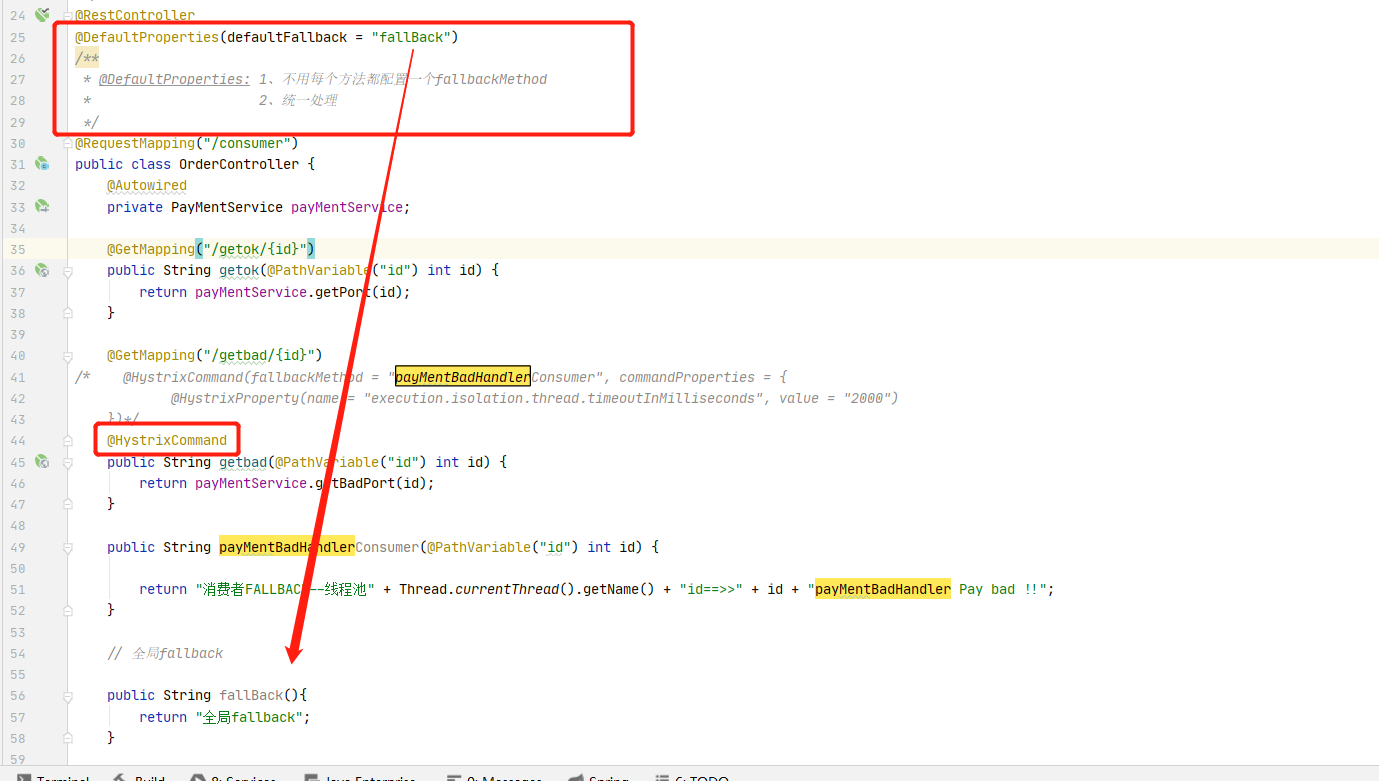 24 @RestController
25 @DefaultProperties(defaultFallback = "fallBack")
26 /**
27 * @DefaultProperties: 1、不用每个方法都配置一个fallbackMethod
28 * 2、统一处理
29 */
30 @RequestMapping("/consumer")
31 public class OrderController {
32 @Autowired
33 private PayMentService payMentService;
34
35 @GetMapping("/getok/{id}")
36 public String getok(@PathVariable("id") int id) {
37 return payMentService.getPort(id);
38 }
39
40 @GetMapping("/getbad/{id}")
41 /* @HystrixCommand(fallbackMethod = "payMentBadHandlerConsumer", commandProperties = {
42 @HystrixProperty(name = "execution.isolation.thread.timeoutInMilliseconds", value = "2000")
43 })*/
44 @HystrixCommand
45 public String getbad(@PathVariable("id") int id) {
46 return payMentService.getBadPort(id);
47 }
48
49 public String payMentBadHandlerConsumer(@PathVariable("id") int id) {
50
51 return "消费者FALLBACK--线程池" + Thread.currentThread().getName() + "id==>>" + id + "payMentBadHandler Pay bad !!";
52 }
53
54 // 全局fallback
55
56 public String fallBack(){
57 return "全局fallback";
58 }
59
Terminal Build 8: Services Java Enterprise 0: Messages Spring 6: TODO